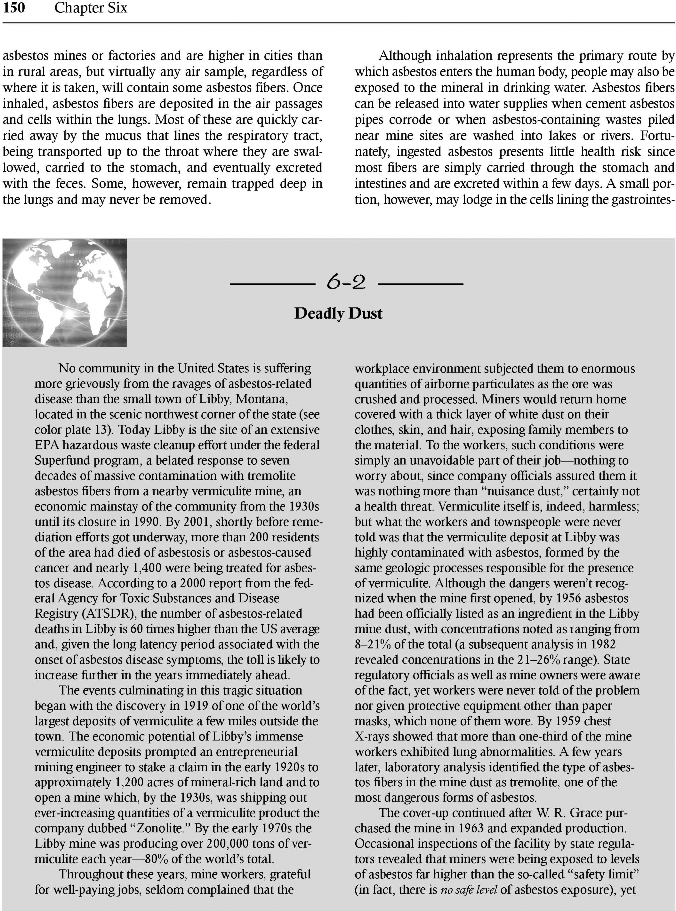 150 Chapter Six
asbestos mines or factories and are higher in cities than
in rural areas, but virtually any air sample, regardless of
where it is taken, will contain some asbestos fibers. Once
inhaled, asbestos fibers are deposited in the air passages
and cells within the lungs. Most of these are quickly car-
ried away by the mucus that lines the respiratory tract,
being transported up to the throat where they are swal-
lowed, carried to the stomach, and eventually excreted
with the feces. Some, however, remain trapped deep in
the lungs and may never be removed.
Although inhalation represents the primary route by
which asbestos enters the human body, people may also be
exposed to the mineral in drinking water. Asbestos fibers
can be released into water supplies when cement asbestos
pipes corrode or when asbestos-containing wastes piled
near mine sites are washed into lakes or rivers. Fortu-
nately, ingested asbestos presents little health risk since
most fibers are simply carried through the stomach and
intestines and are excreted within a few days. A small por-
tion, however, may lodge in the cells lining the gastrointes-
6-2
Deadly Dust
No community in the United States is suffering
more grievously from the ravages of asbestos-related
disease than the small town of Libby, Montana,
located in the scenic northwest corner of the state (see
color plate 13). Today Libby is the site of an extensive
EPA hazardous waste cleanup effort under the federal
Superfund program, a belated response to seven
decades of massive contamination with tremolite
asbestos fibers from a nearby vermiculite mine, an
economic mainstay of the community from the 1930s
until its closure in 1990. By 2001, shortly before reme-
diation efforts got underway, more than 200 residents
of the area had died of asbestosis or asbestos-caused
cancer and nearly 1,400 were being treated for asbes-
tos disease. According to a 2000 report from the fed-
eral Agency for Toxic Substances and Disease
Registry (ATSDR), the number of asbestos-related
deaths in Libby is 60 times higher than the US average
and, given the long latency period associated with the
onset of asbestos disease symptoms, the toll is likely to
increase further in the years immediately ahead.
The events culminating in this tragic situation
began with the discovery in 1919 of one of the world's
largest deposits of vermiculite a few miles outside the
town. The economic potential of Libby's immense
vermiculite deposits prompted an entrepreneurial
mining engineer to stake a claim in the early 1920s to
approximately 1,200 acres of mineral-rich land and to
open a mine which, by the 1930s, was shipping out
ever-increasing quantities of a vermiculite product the
company dubbed "Zonolite." By the early 1970s the
Libby mine was producing over 200,000 tons of ver-
miculite each year—80% of the world's total.
Throughout these years, mine workers, grateful
for well-paying jobs, seldom complained that the
workplace environment subjected them to enormous
quantities of airborne particulates as the ore was
crushed and processed. Miners would return home
covered with a thick layer of white dust on their
clothes, skin, and hair, exposing family members to
the material. To the workers, such conditions were
simply an unavoidable part of their job—nothing to
worry about, since company officials assured them it
was nothing more than "nuisance dust," certainly not
a health threat. Vermiculite itself is, indeed, harmless;
but what the workers and townspeople were never
told was that the vermiculite deposit at Libby was
highly contaminated with asbestos, formed by the
same geologic processes responsible for the presence
of vermiculite. Although the dangers weren't recog-
nized when the mine first opened, by 1956 asbestos
had been officially listed as an ingredient in the Libby
mine dust, with concentrations noted as ranging from
8–21% of the total (a subsequent analysis in 1982
revealed concentrations in the 21–26% range). State
regulatory officials as well as mine owners were aware
of the fact, yet workers were never told of the problem
nor given protective equipment other than paper
masks, which none of them wore. By 1959 chest
X-rays showed that more than one-third of the mine
workers exhibited lung abnormalities. A few years
later, laboratory analysis identified the type of asbes-
tos fibers in the mine dust as tremolite, one of the
most dangerous forms of asbestos.
The cover-up continued after W. R. Grace pur-
chased the mine in 1963 and expanded production.
Occasional inspections of the facility by state regula-
tors revealed that miners were being exposed to levels
of asbestos far higher than the so-called "safety limit"
(in fact, there is no safe level of asbestos exposure), yet